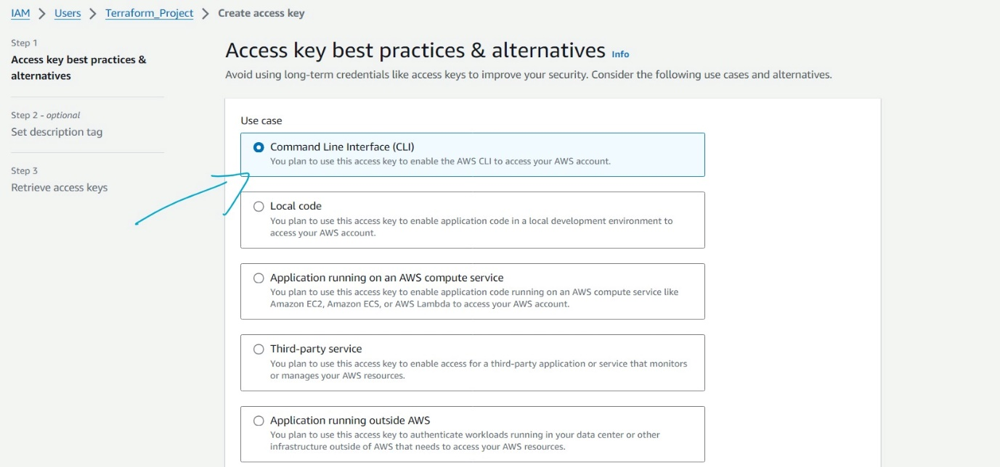 IAM > Users > Terraform_Project > Create access key
Step 1
Access key best practices &
alternatives
Step 2 - optional
Set description tag
Step 3
Retrieve access keys
Access key best practices & alternatives Info
Avoid using long-term credentials like access keys to improve your security. Consider the following use cases and alternatives.
Use case
Command Line Interface (CLI)
You plan to use this access key to enable the AWS CLI to access your AWS account.
Local code
You plan to use this access key to enable application code in a local development environment to
access your AWS account.
Application running on an AWS compute service
You plan to use this access key to enable application code running on an AWS compute service like
Amazon EC2, Amazon ECS, or AWS Lambda to access your AWS account.
Third-party service
You plan to use this access key to enable access for a third-party application or service that monitors
or manages your AWS resources.
Application running outside AWS
You plan to use this access key to authenticate workloads running in your data center or other
infrastructure outside of AWS that needs to access your AWS resources.